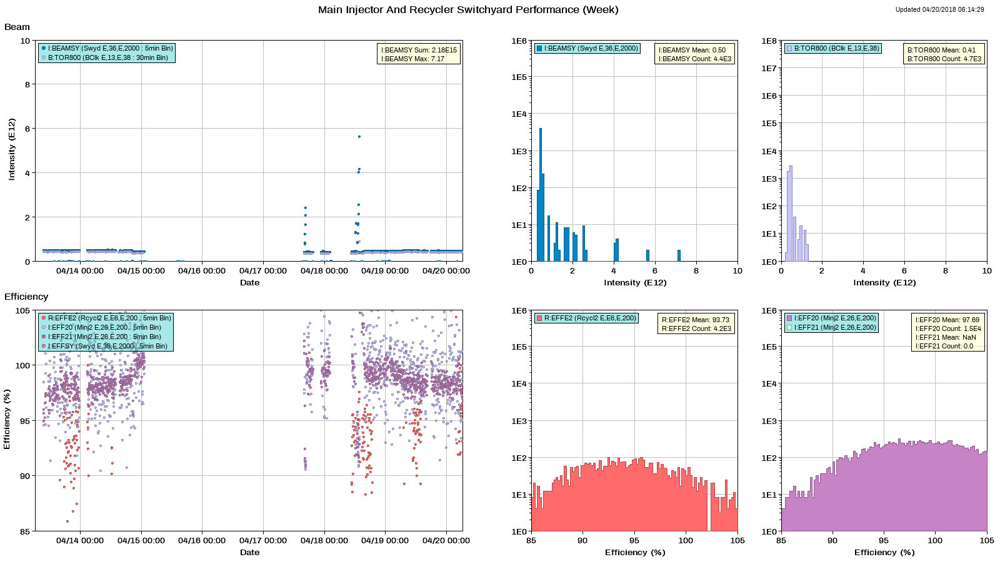 Main Injector And Recycler Switchyard Performance (Week)
Updated 04/20/2018 06:14:29
Beam
I:BEAMSY (Swyd E,36,E,2000 : 5min Bin)
B:TOR800 (BClk E,13,E,38 : 30min Bin)
I:BEAMSY Sum: 2.18E15
I:BEAMSY Max: 7.17
10
8
6
4
2
0
Intensity (E12)
04/14 00:00 04/15 00:00 04/16 00:00 04/17 00:00 04/18 00:00 04/19 00:00 04/20 00:00
Date
I:BEAMSY (Swyd E,36,E,2000)
I:BEAMSY Mean: 0.50
I:BEAMSY Count: 4.4E3
1E6
1E5
1E4
1E3
1E2
1E1
1E0
0 2 4 6 8 10
Intensity (E12)
B:TOR800 (BClk E,13,E,38)
B:TOR800 Mean: 0.41
B:TOR800 Count: 4.7E3
1E8
1E7
1E6
1E5
1E4
1E3
1E2
1E1
1E0
0 2 4 6 8 10
Intensity (E12)
Efficiency
R:EFFE2 (Rcycl2 E,E6,E,200 : 5min Bin)
I:EFF20 (Minj2 E,26,E,200 : 5min Bin)
I:EFF21 (Minj2 E,26,E,200 : 5min Bin)
I:EFFSY (Swyd E,36,E,2000 : 5min Bin)
105
100
95
90
85
Efficiency (%)
04/14 00:00 04/15 00:00 04/16 00:00 04/17 00:00 04/18 00:00 04/19 00:00 04/20 00:00
Date
R:EFFE2 (Rcycl2 E,E6,E,200)
R:EFFE2 Mean: 93.73
R:EFFE2 Count: 4.2E3
1E6
1E5
1E4
1E3
1E2
1E1
1E0
85 90 95 100 105
Efficiency (%)
I:EFF20 (Minj2 E,26,E,200)
I:EFF21 (Minj2 E,26,E,200)
I:EFF20 Mean: 97.69
I:EFF20 Count: 1.5E4
I:EFF21 Mean: NaN
I:EFF21 Count: 0.0
1E6
1E5
1E4
1E3
1E2
1E1
1E0
85 90 95 100 105
Efficiency (%)